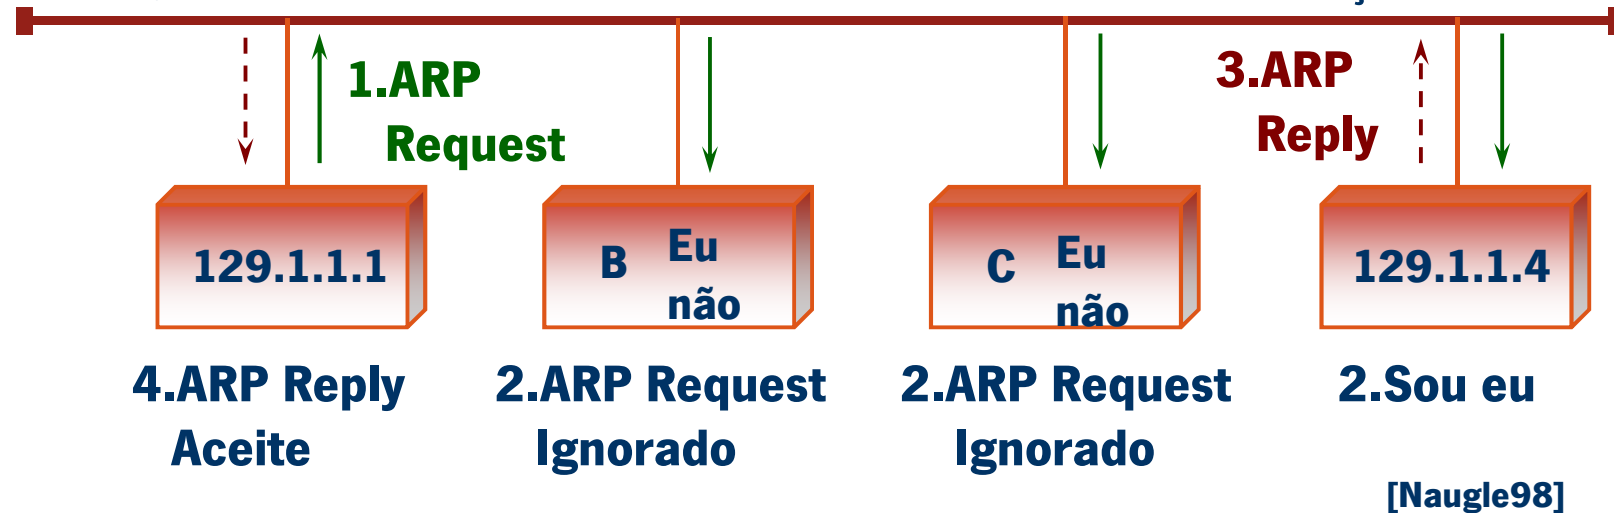 1.ARP
Request
3.ARP
Reply
129.1.1.1
B
Eu
não
C
Eu
não
129.1.1.4
4.ARP Reply
Aceite
2.ARP Request
Ignorado
2.ARP Request
Ignorado
2.Sou eu
[Naugle98]